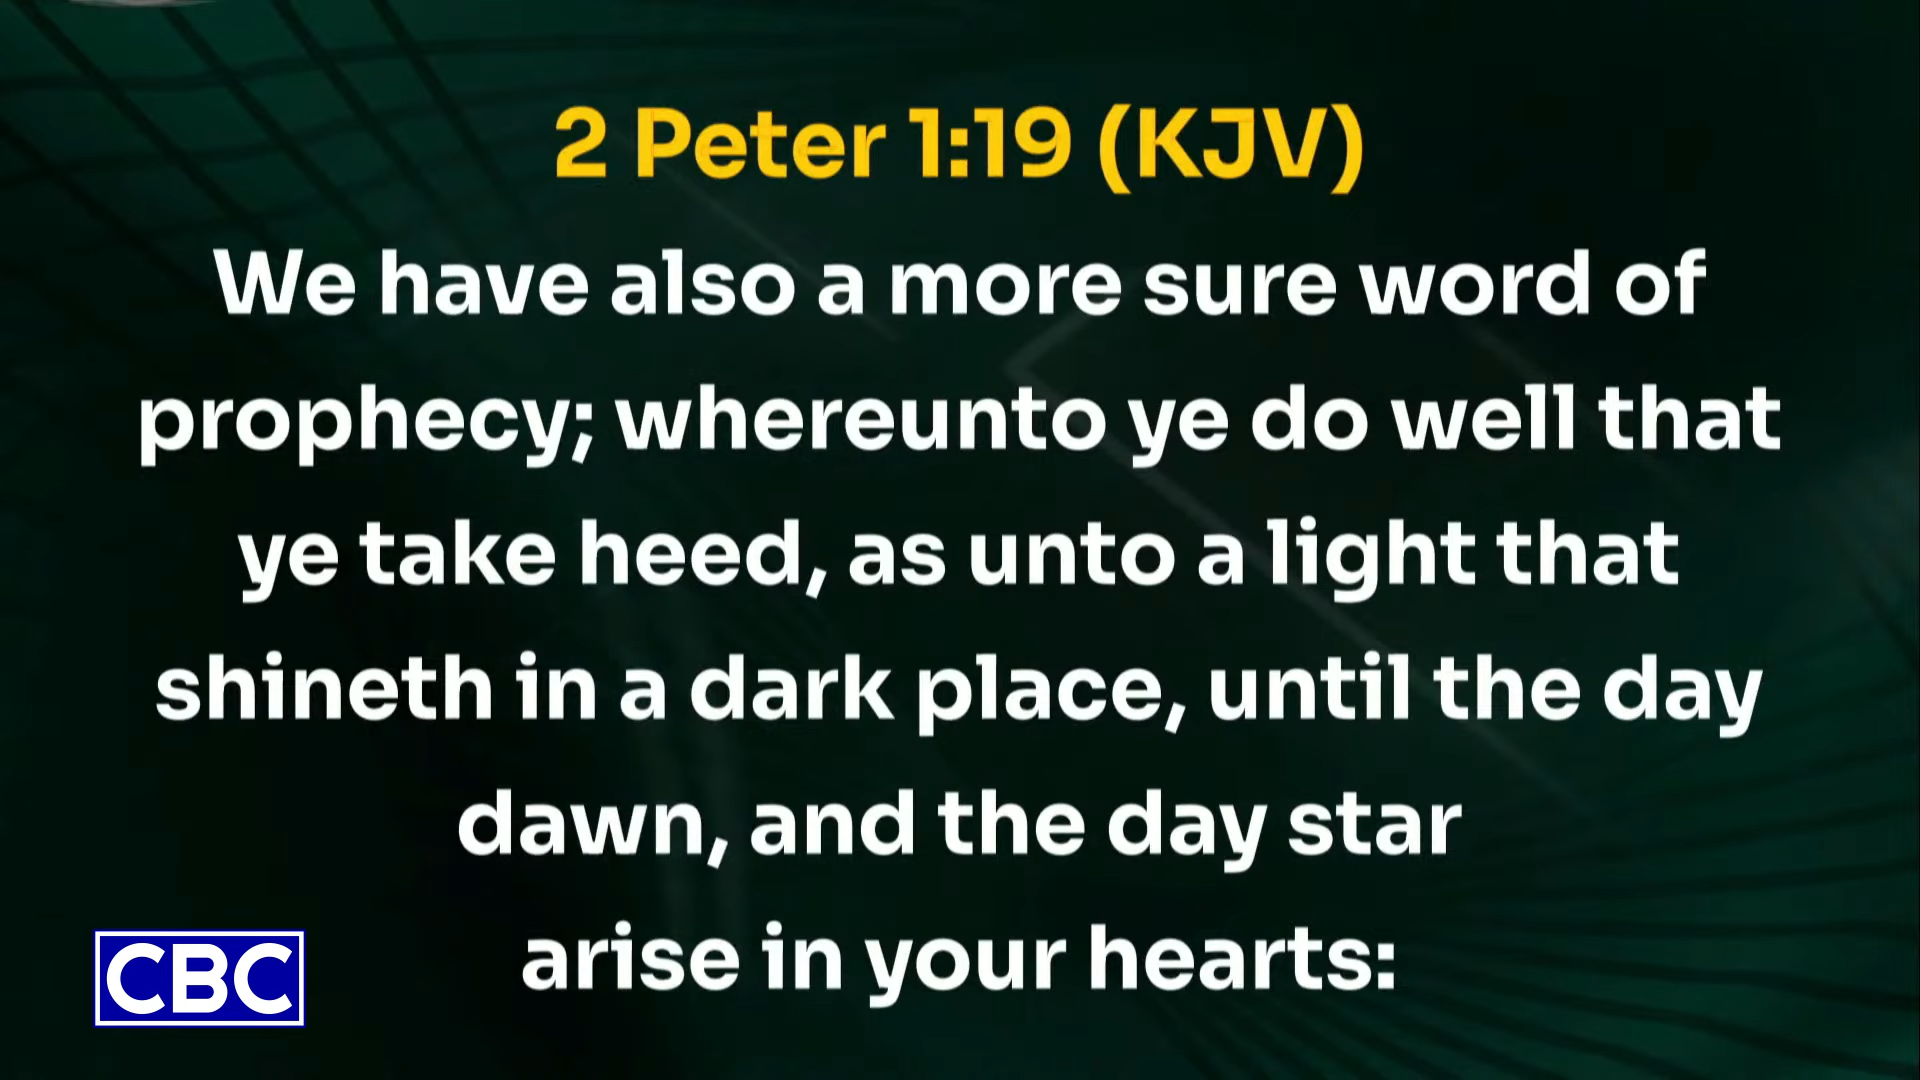 2 Peter 1:19 (KJV)
We have also a more sure word of
prophecy; whereunto ye do well that
ye take heed, as unto a light that
shineth in a dark place, until the day
dawn, and the day star
arise in your hearts:
CBC